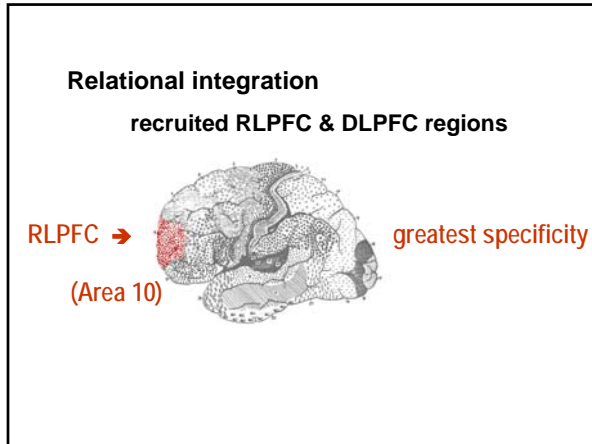 Relational integration
recruited RLPFC & DLPFC regions
RLPFC ➔ greatest specificity
(Area 10)